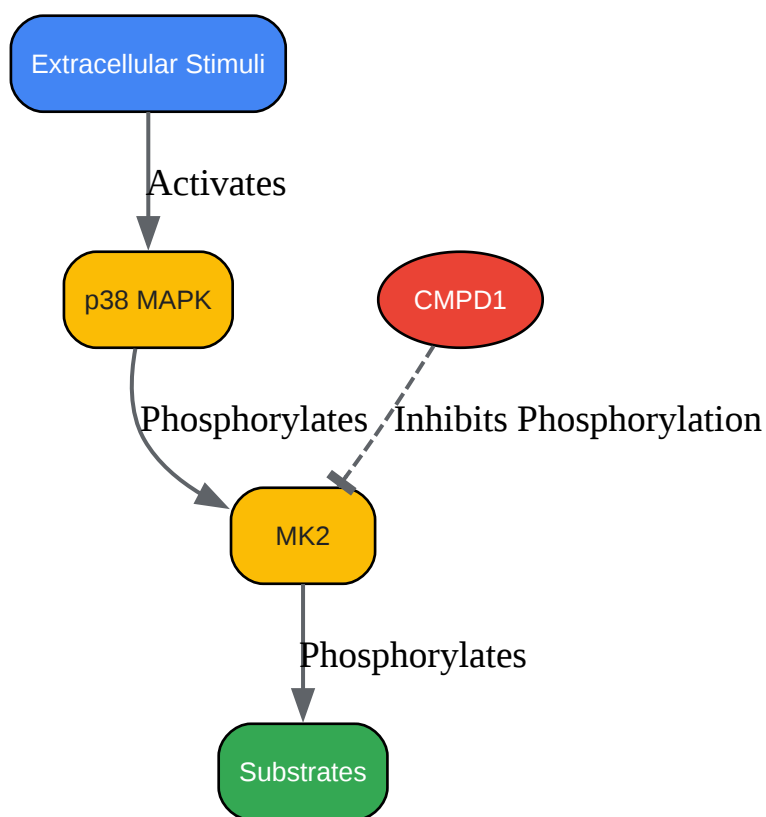 Extracellular Stimuli
Activates
p38 MAPK
CMPD1
Phosphorylates
Inhibits Phosphorylation
MK2
Phosphorylates
Substrates